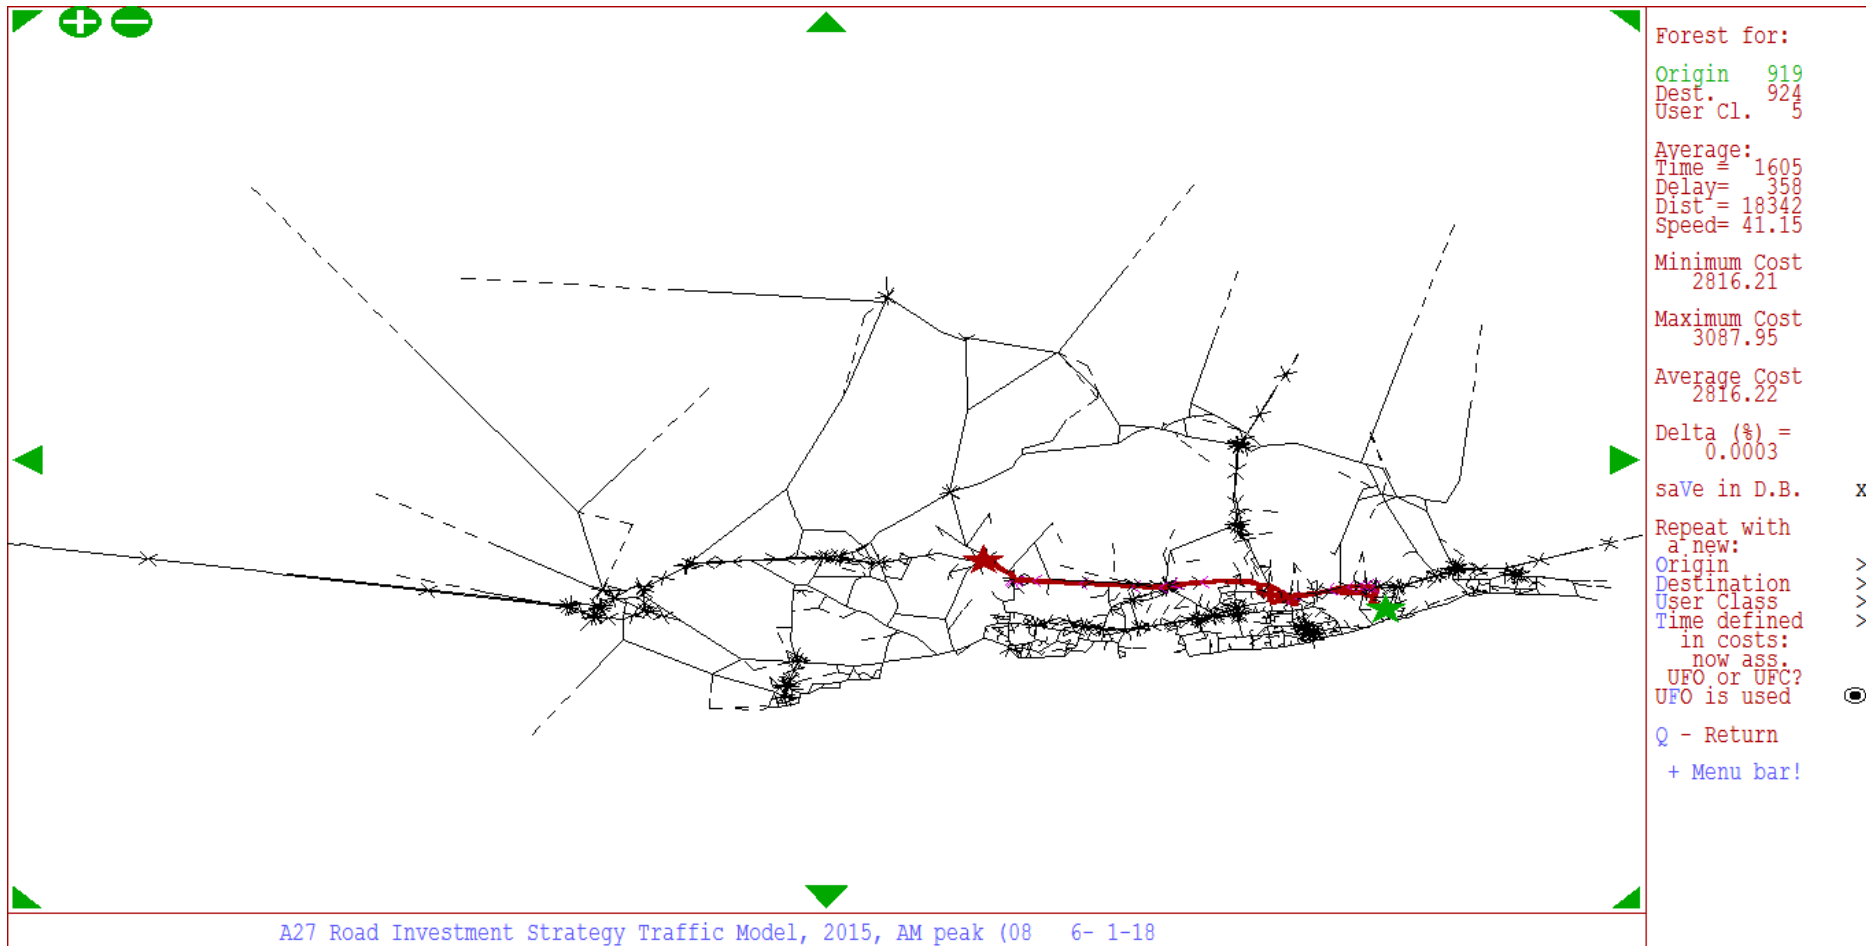 Forest for:
Origin 919
Dest. 924
User Cl. 5
Average:
Time = 1605
Delay= 358
Dist = 18342
Speed= 41.15
Minimum Cost
2816.21
Maximum Cost
3087.95
Average Cost
2816.22
Delta (%) =
0.0003
saVe in D.B. x
Repeat with
a new:
Origin >
Destination >
User Class >
Time defined >
in costs:
now ass.
UFO or UFC?
UFO is used
Q - Return
+ Menu bar!
A27 Road Investment Strategy Traffic Model, 2015, AM peak (08 6- 1-18